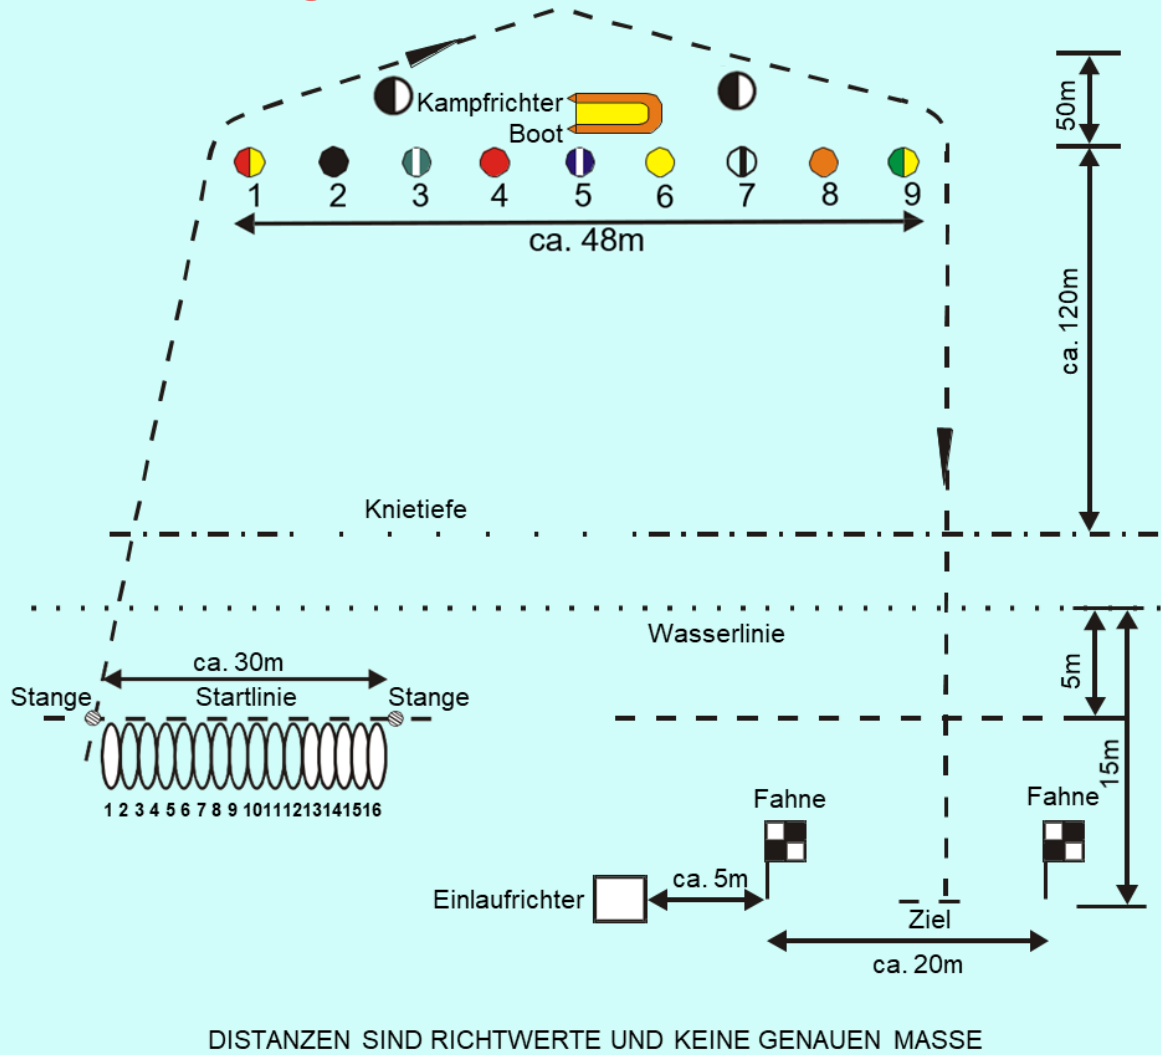 Kampfrichter
Boot
50m
1 2 3 4 5 6 7 8 9
ca. 48m
ca. 120m
Knietiefe
Wasserlinie
ca. 30m
5m
Stange Startlinie Stange
15m
1 2 3 4 5 6 7 8 9 10 11 12 13 14 15 16
Fahne Fahne
ca. 5m
Einlaufrichter
Ziel
ca. 20m
DISTANZEN SIND RICHTWERTE UND KEINE GENAUEN MASSE